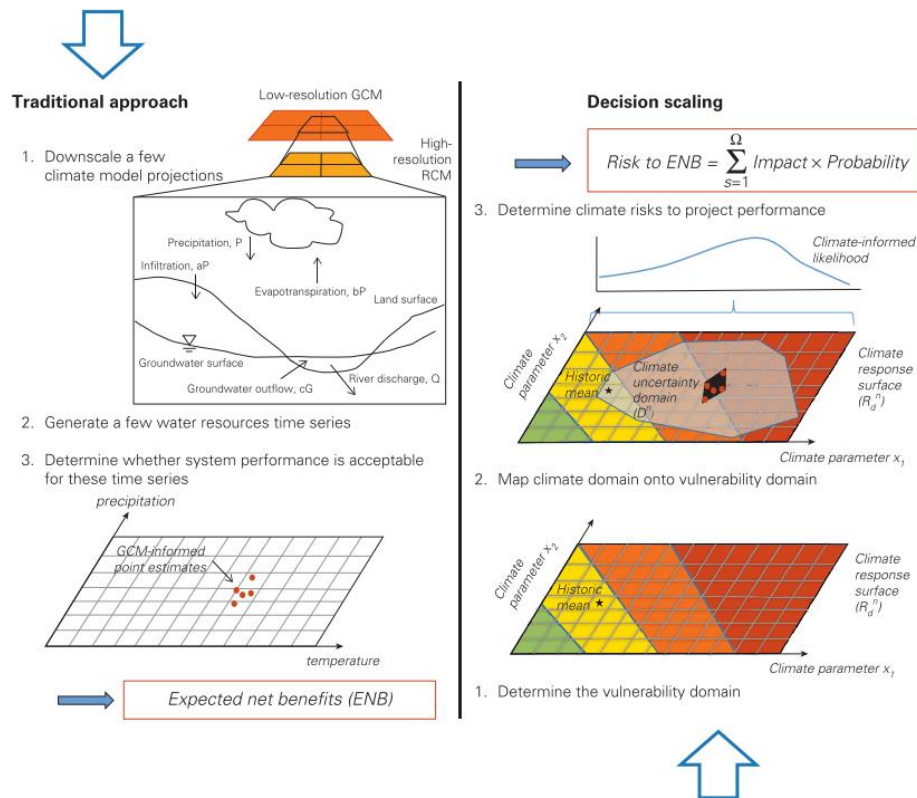 Traditional approach
Low-resolution GCM
High-
resolution
RCM
1. Downscale a few
climate model projections
Precipitation, P
Infiltration, aP
Evapotranspiration, bP
Land surface
Groundwater surface
River discharge, Q
Groundwater outflow, cG
2. Generate a few water resources time series
3. Determine whether system performance is acceptable
for these time series
precipitation
GCM-informed
point estimates
temperature
Expected net benefits (ENB)
Decision scaling
Risk to ENB = Ω∑s=1 Impact × Probability
3. Determine climate risks to project performance
Climate-informed
likelihood
Climate
parameter x₂
Historic
mean
Climate
uncertainty
domain
(Dⁿ)
Climate
response
surface
(R_dⁿ)
Climate parameter x₁
2. Map climate domain onto vulnerability domain
Climate
parameter x₂
Historic
mean
Climate
response
surface
(R_dⁿ)
Climate parameter x₁
1. Determine the vulnerability domain